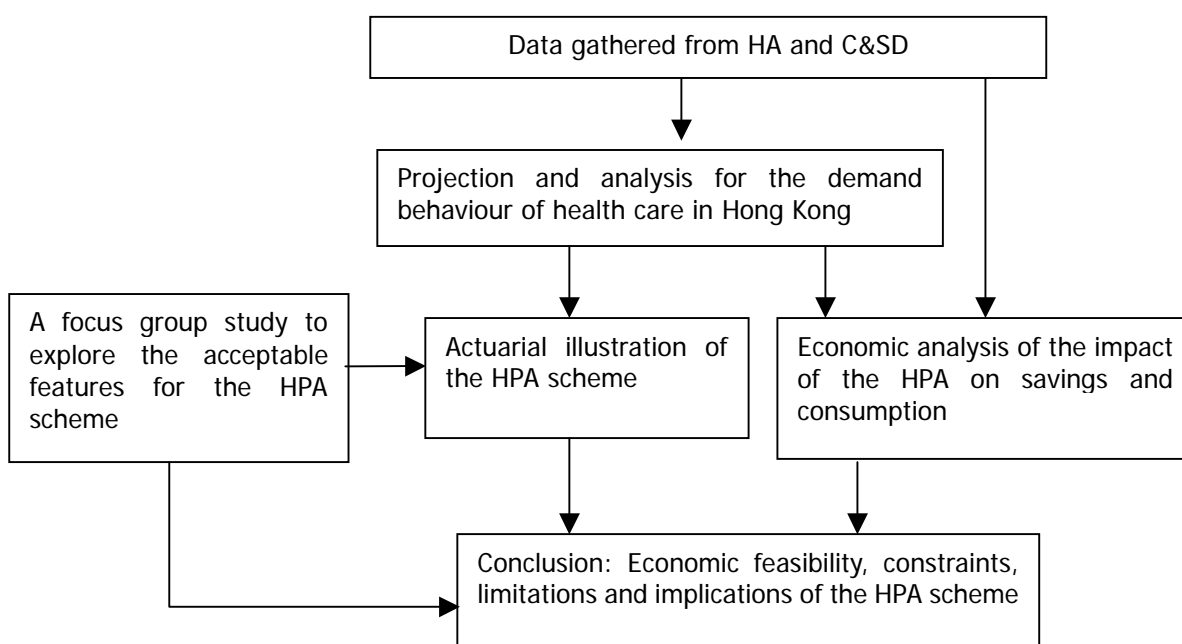 Data gathered from HA and C&SD
Projection and analysis for the demand
behaviour of health care in Hong Kong
A focus group study to
explore the acceptable
features for the HPA
scheme
Actuarial illustration of
the HPA scheme
Economic analysis of the impact
of the HPA on savings and
consumption
Conclusion: Economic feasibility, constraints,
limitations and implications of the HPA scheme